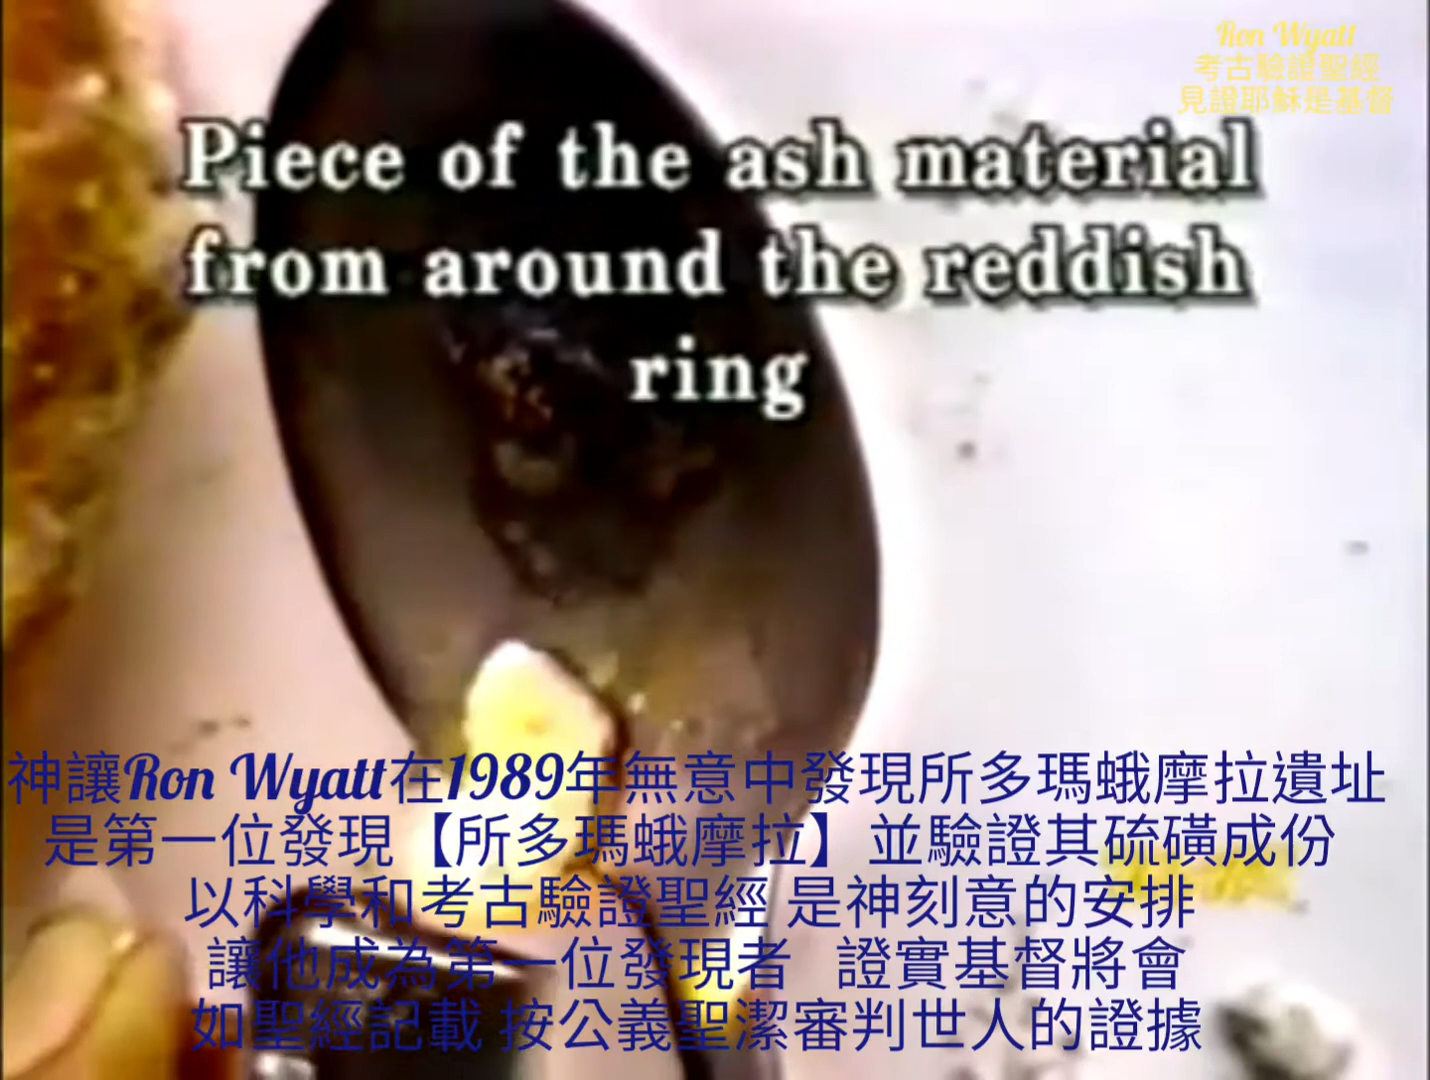 Ron Wyatt
考古驗證聖經
見證耶穌是基督
Piece of the ash material
from around the reddish
ring
神讓Ron Wyatt在1989年無意中發現所多瑪蛾摩拉遺址
是第一位發現【所多瑪蛾摩拉】並驗證其硫磺成份
以科學和考古驗證聖經 是神刻意的安排
讓他成為第一位發現者 證實基督將會
如聖經記載 按公義聖潔審判世人的證據